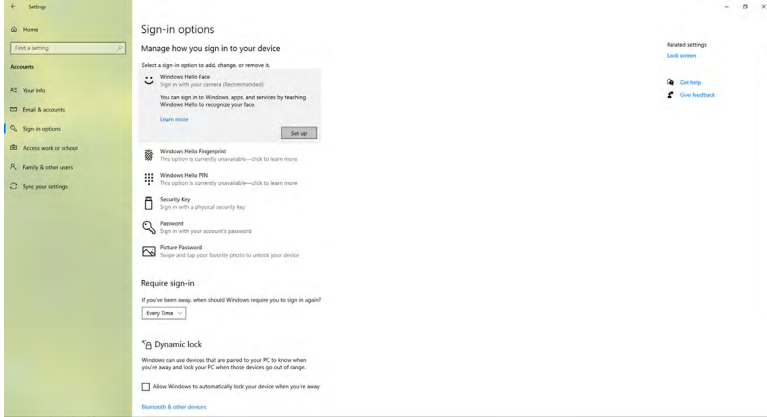 Settings
Home
Find a setting
Accounts
Your info
Email & accounts
Sign-in options
Access work or school
Family & other users
Sync your settings
Sign-in options
Manage how you sign in to your device
Select a sign-in option to add, change, or remove it.
Windows Hello Face
Sign in with your camera (Recommended)
You can sign in to Windows, apps, and services by teaching
Windows Hello to recognize your face.
Learn more
Set up
Windows Hello Fingerprint
This option is currently unavailable—click to learn more
Windows Hello PIN
This option is currently unavailable—click to learn more
Security Key
Sign in with a physical security key
Password
Sign in with your account's password
Picture Password
Swipe and tap your favorite photo to unlock your device
Require sign-in
If you've been away, when should Windows require you to sign in again?
Every Time
Dynamic lock
Windows can use devices that are paired to your PC to know when
you're away and lock your PC when those devices go out of range.
Allow Windows to automatically lock your device when you're away
Bluetooth & other devices
Related settings
Lock screen
Get help
Give feedback